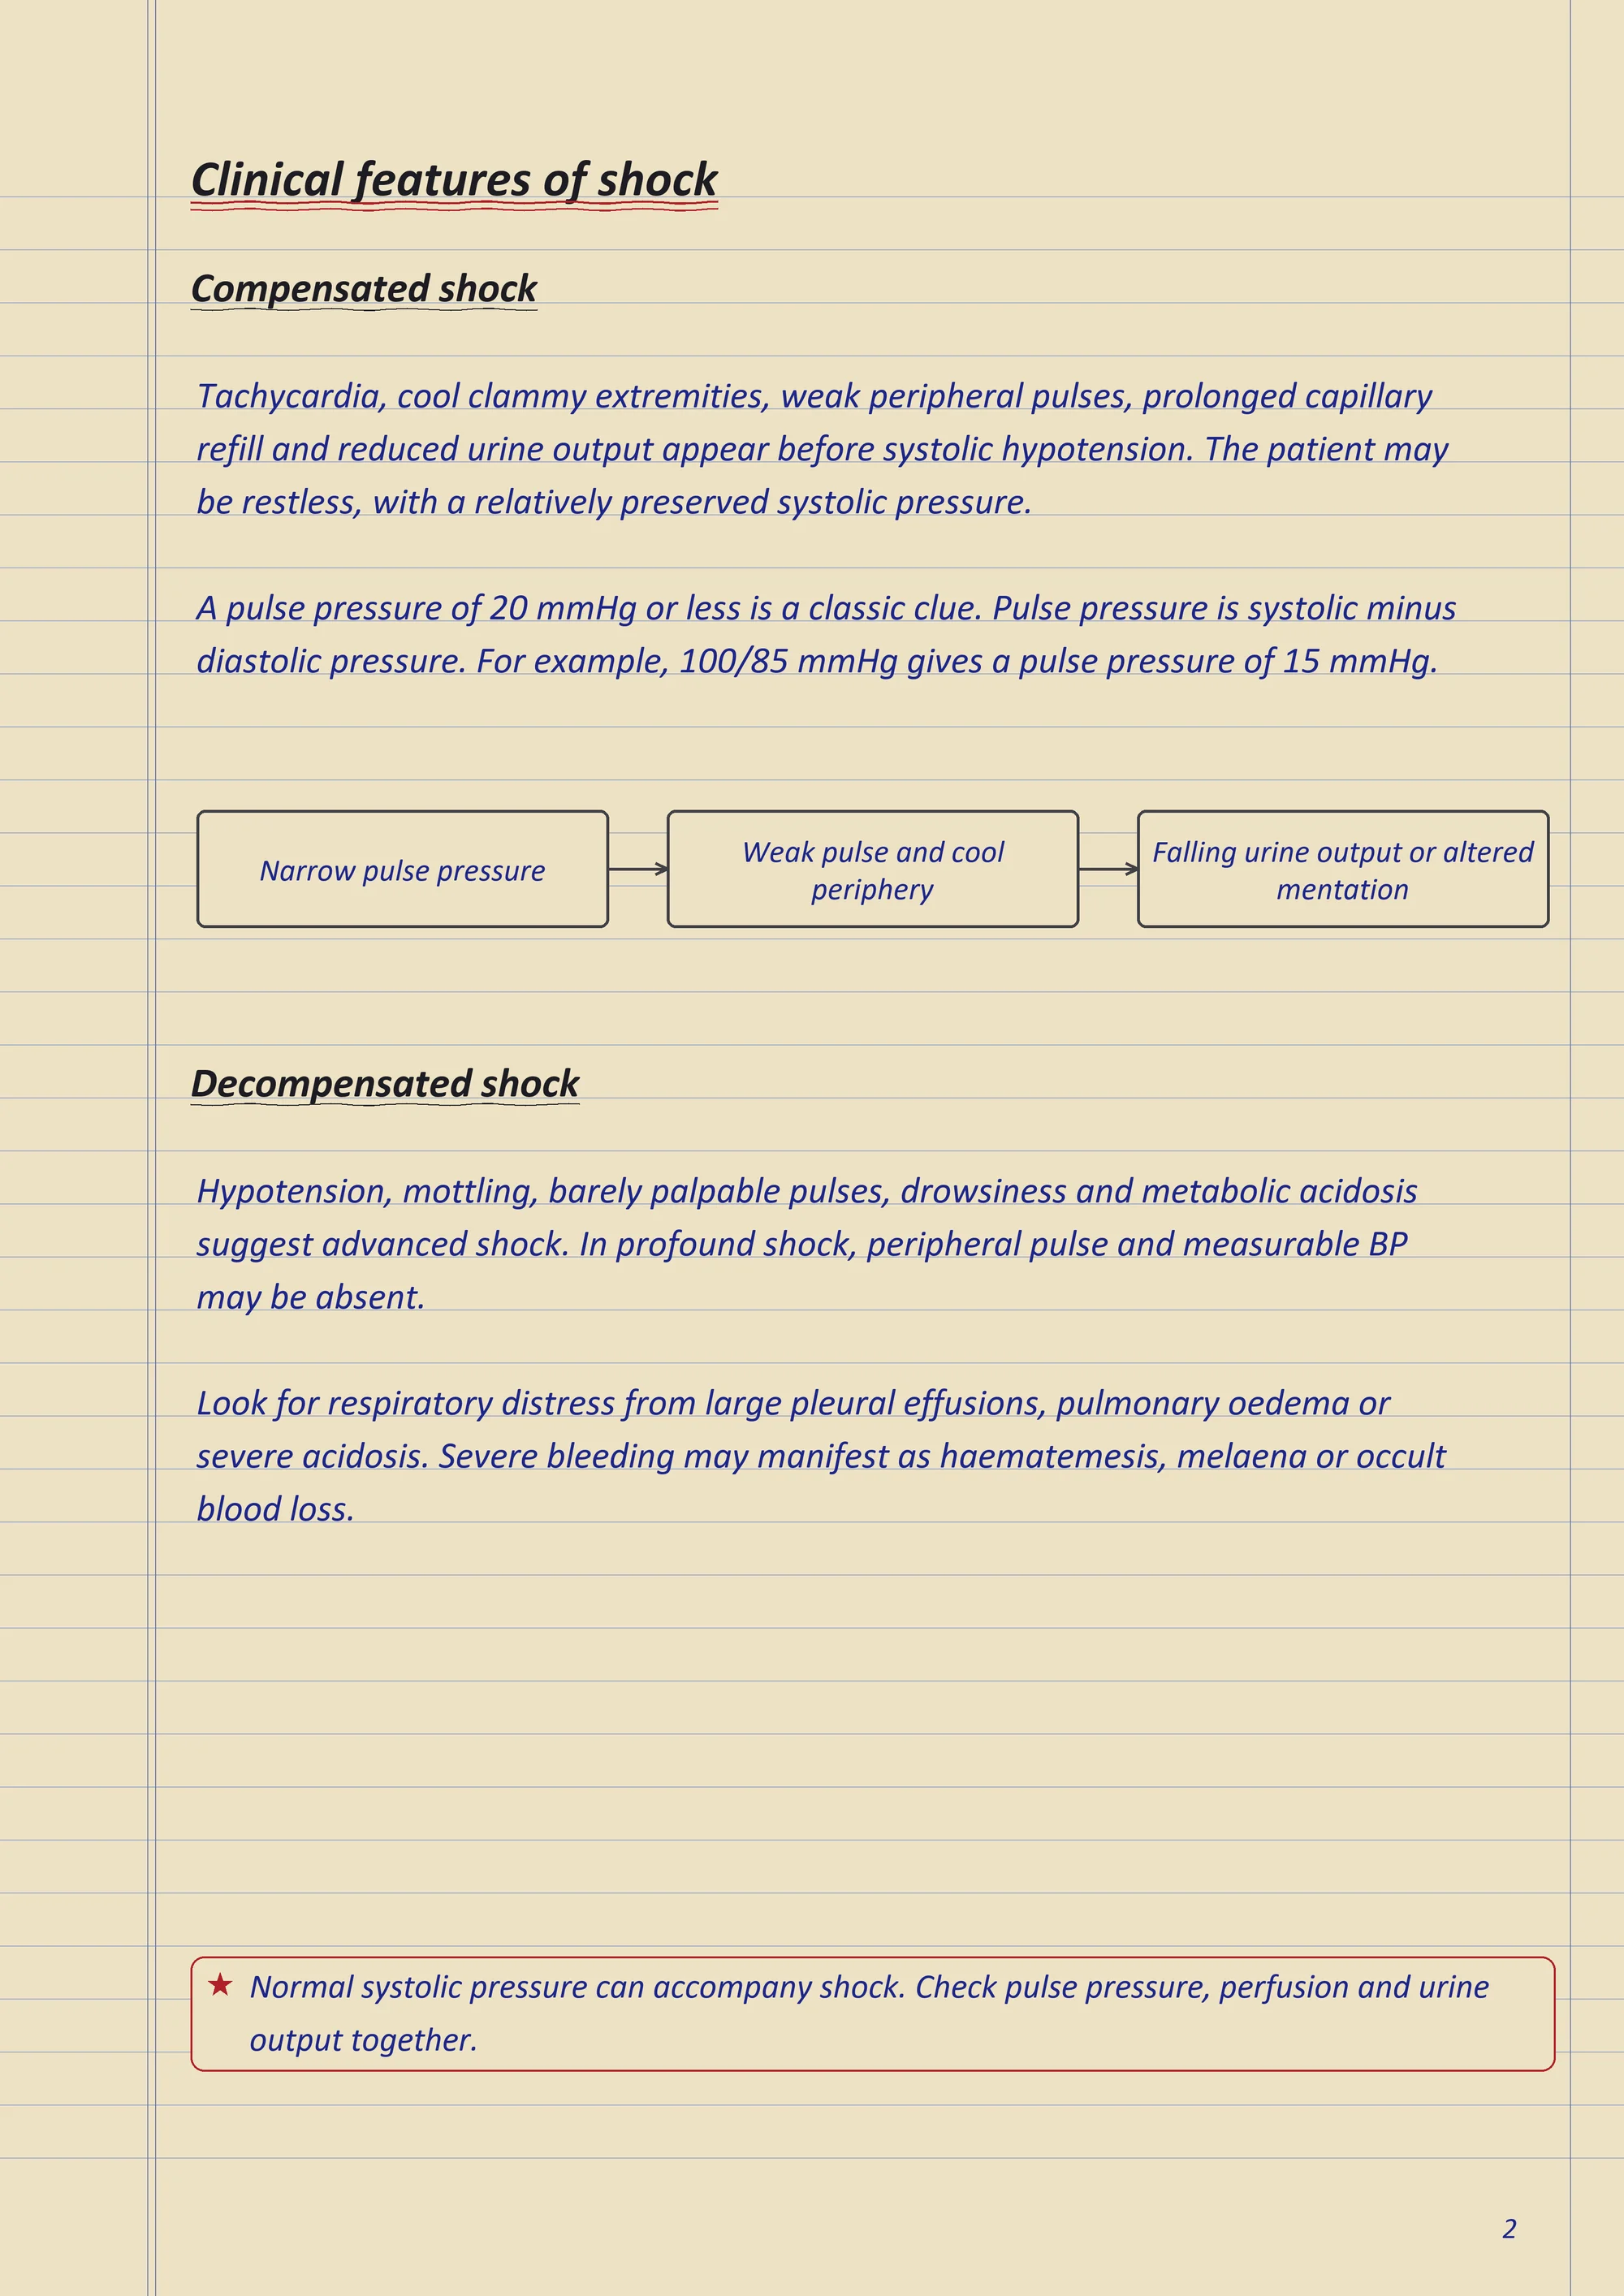 Clinical features of shock
Compensated shock
Tachycardia, cool clammy extremities, weak peripheral pulses, prolonged capillary
refill and reduced urine output appear before systolic hypotension. The patient may
be restless, with a relatively preserved systolic pressure.
A pulse pressure of 20 mmHg or less is a classic clue. Pulse pressure is systolic minus
diastolic pressure. For example, 100/85 mmHg gives a pulse pressure of 15 mmHg.
Narrow pulse pressure
Weak pulse and cool
periphery
Falling urine output or altered
mentation
Decompensated shock
Hypotension, mottling, barely palpable pulses, drowsiness and metabolic acidosis
suggest advanced shock. In profound shock, peripheral pulse and measurable BP
may be absent.
Look for respiratory distress from large pleural effusions, pulmonary oedema or
severe acidosis. Severe bleeding may manifest as haematemesis, melaena or occult
blood loss.
★ Normal systolic pressure can accompany shock. Check pulse pressure, perfusion and urine
output together.
2